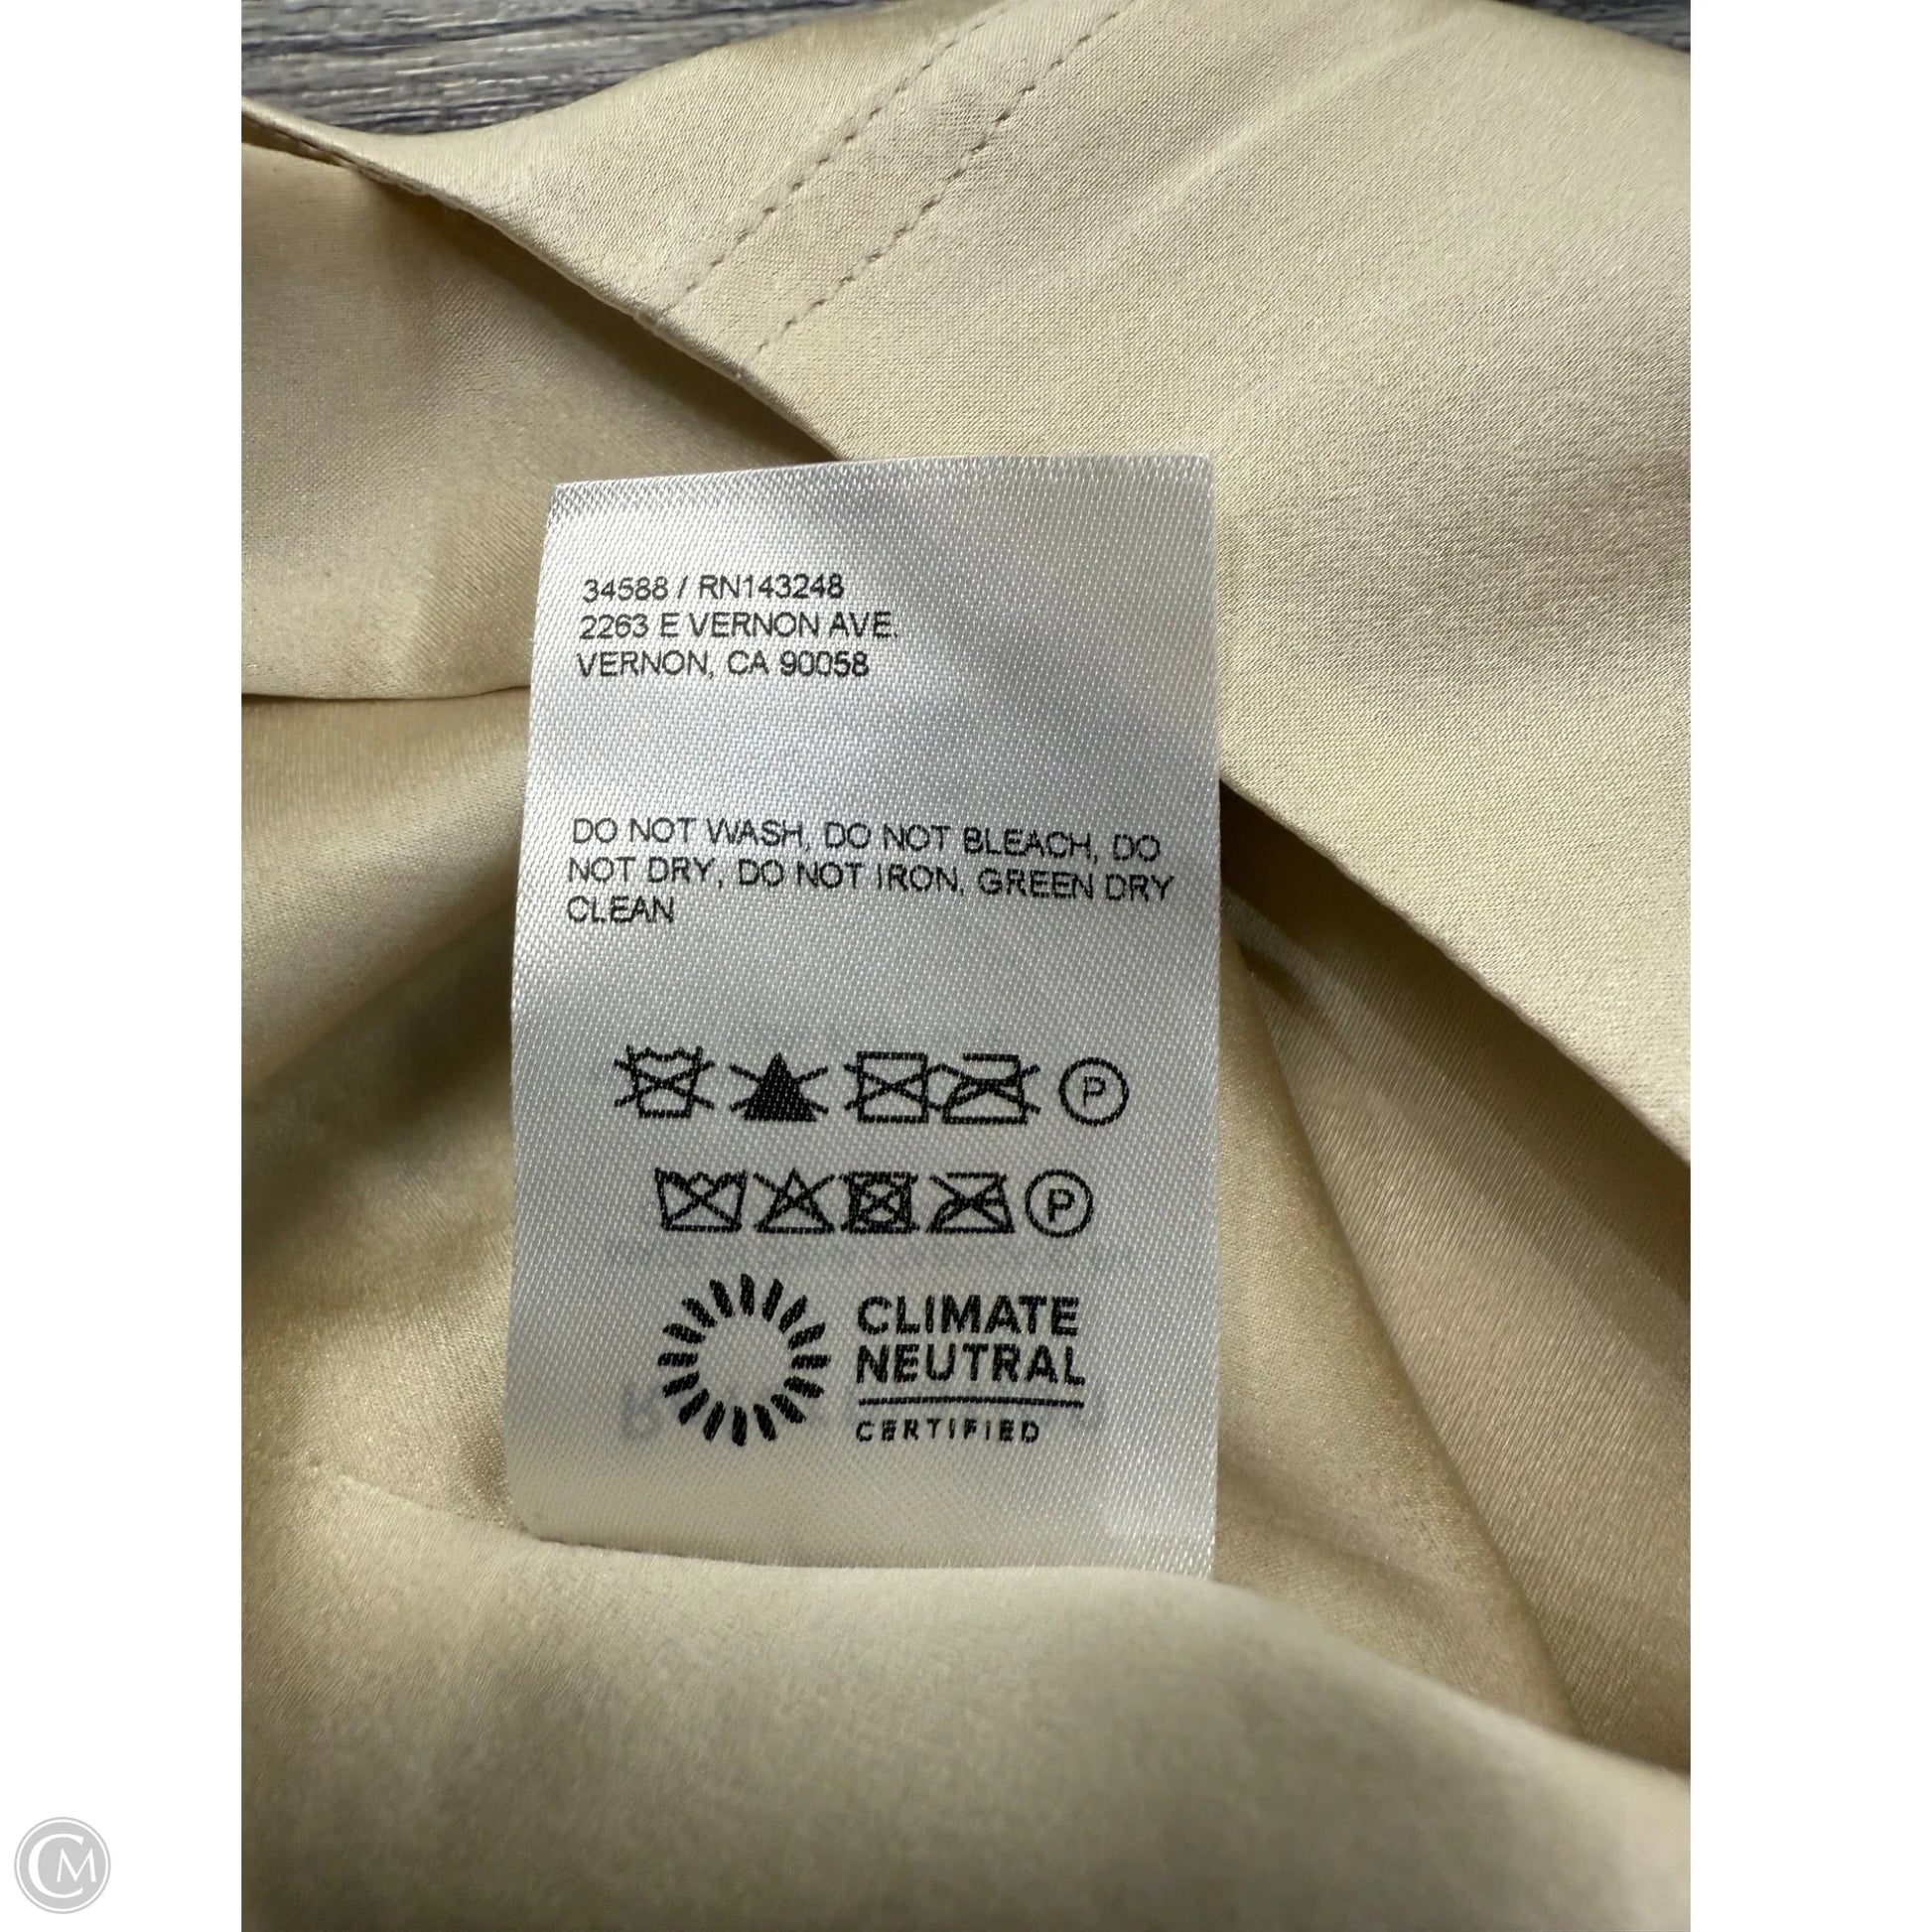 34588 / RN143248
2263 E VERNON AVE.
VERNON, CA 90058
DO NOT WASH, DO NOT BLEACH, DO
NOT DRY, DO NOT IRON, GREEN DRY
CLEAN
P
P
CLIMATE
NEUTRAL
CERTIFIED
CM